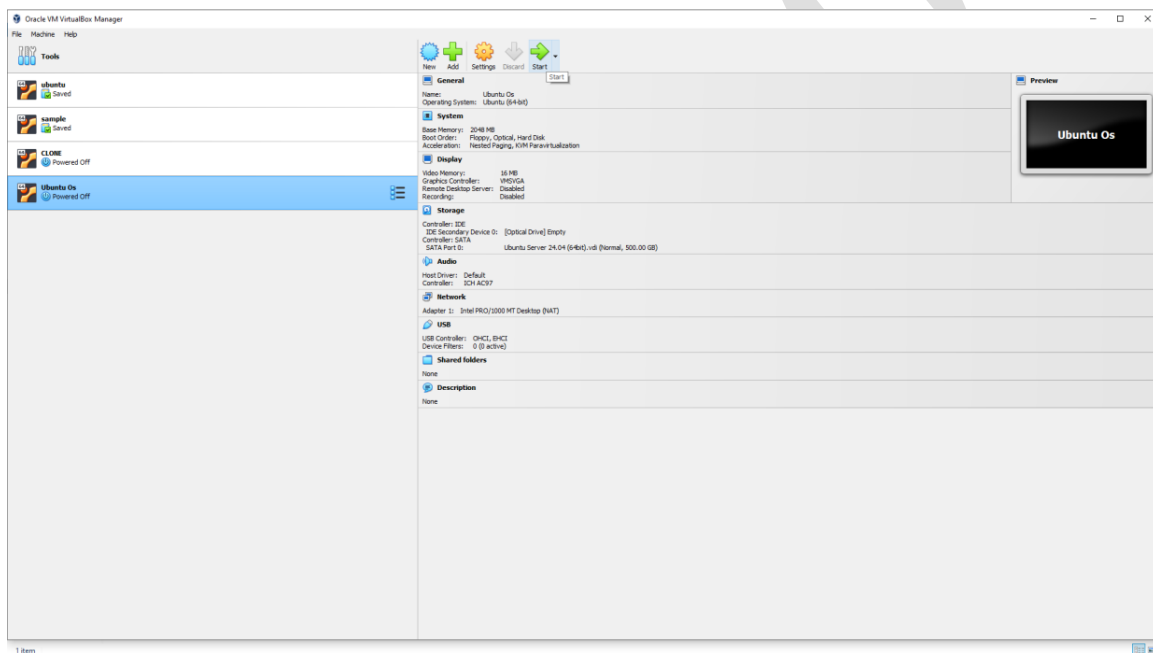 Oracle VM VirtualBox Manager
File Machine Help
Tools
ubuntu
Saved
sample
Saved
CLONE
Powered Off
Ubuntu Os
Powered Off
New Add Settings Discard Start
Start
General
Name: Ubuntu Os
Operating System: Ubuntu (64-bit)
System
Base Memory: 2048 MB
Boot Order: Floppy, Optical, Hard Disk
Acceleration: Nested Paging, KVM Paravirtualization
Display
Video Memory: 16 MB
Graphics Controller: VMSVGA
Remote Desktop Server: Disabled
Recording: Disabled
Storage
Controller: IDE
IDE Secondary Device 0: [Optical Drive] Empty
Controller: SATA
SATA Port 0: Ubuntu Server 24.04 (64bit).vdi (Normal, 500.00 GB)
Audio
Host Driver: Default
Controller: ICH AC97
Network
Adapter 1: Intel PRO/1000 MT Desktop (NAT)
USB
USB Controller: OHCI, EHCI
Device Filters: 0 (0 active)
Shared folders
None
Description
None
Preview
Ubuntu Os
1 item